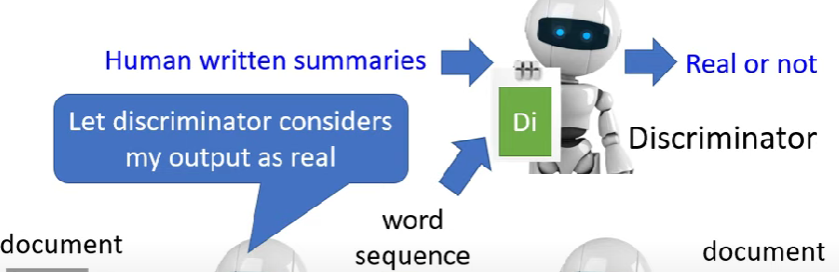 Human written summaries
Real or not
Let discriminator considers
my output as real
Di
Discriminator
word
sequence
document
document